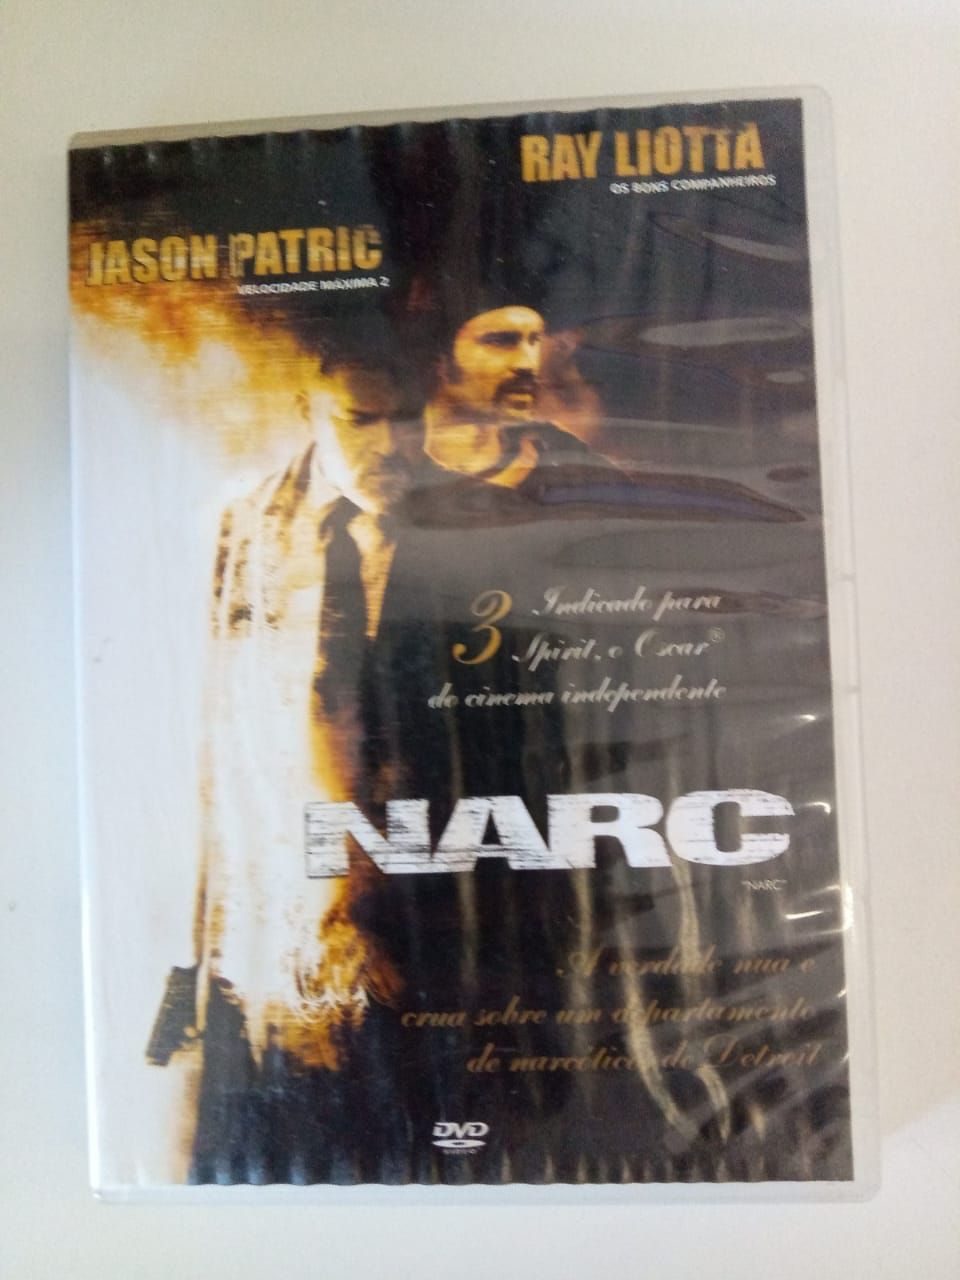 RAY LIOTTA
OS BONS COMPANHEIROS
JASON PATRIC
VELOCIDADE MÁXIMA 2
3 Indicado para
Spirit, o Oscar®
do cinema independente
NARC
"NARC"
A verdade nua e
crua sobre um departamento
de narcóticos de Detroit
DVD
VIDEO